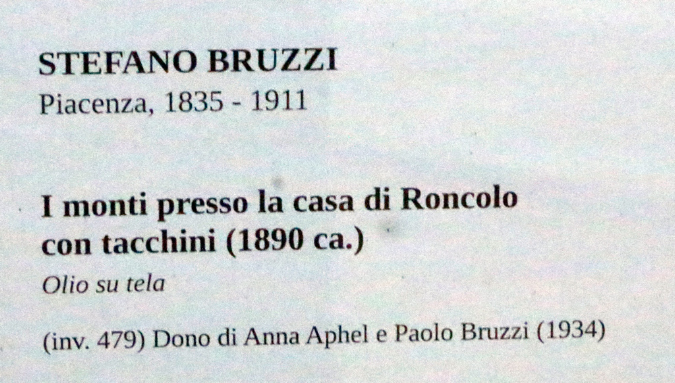 STEFANO BRUZZI
Piacenza, 1835 - 1911
I monti presso la casa di Roncolo
con tacchini (1890 ca.)
Olio su tela
(inv. 479) Dono di Anna Aphel e Paolo Bruzzi (1934)